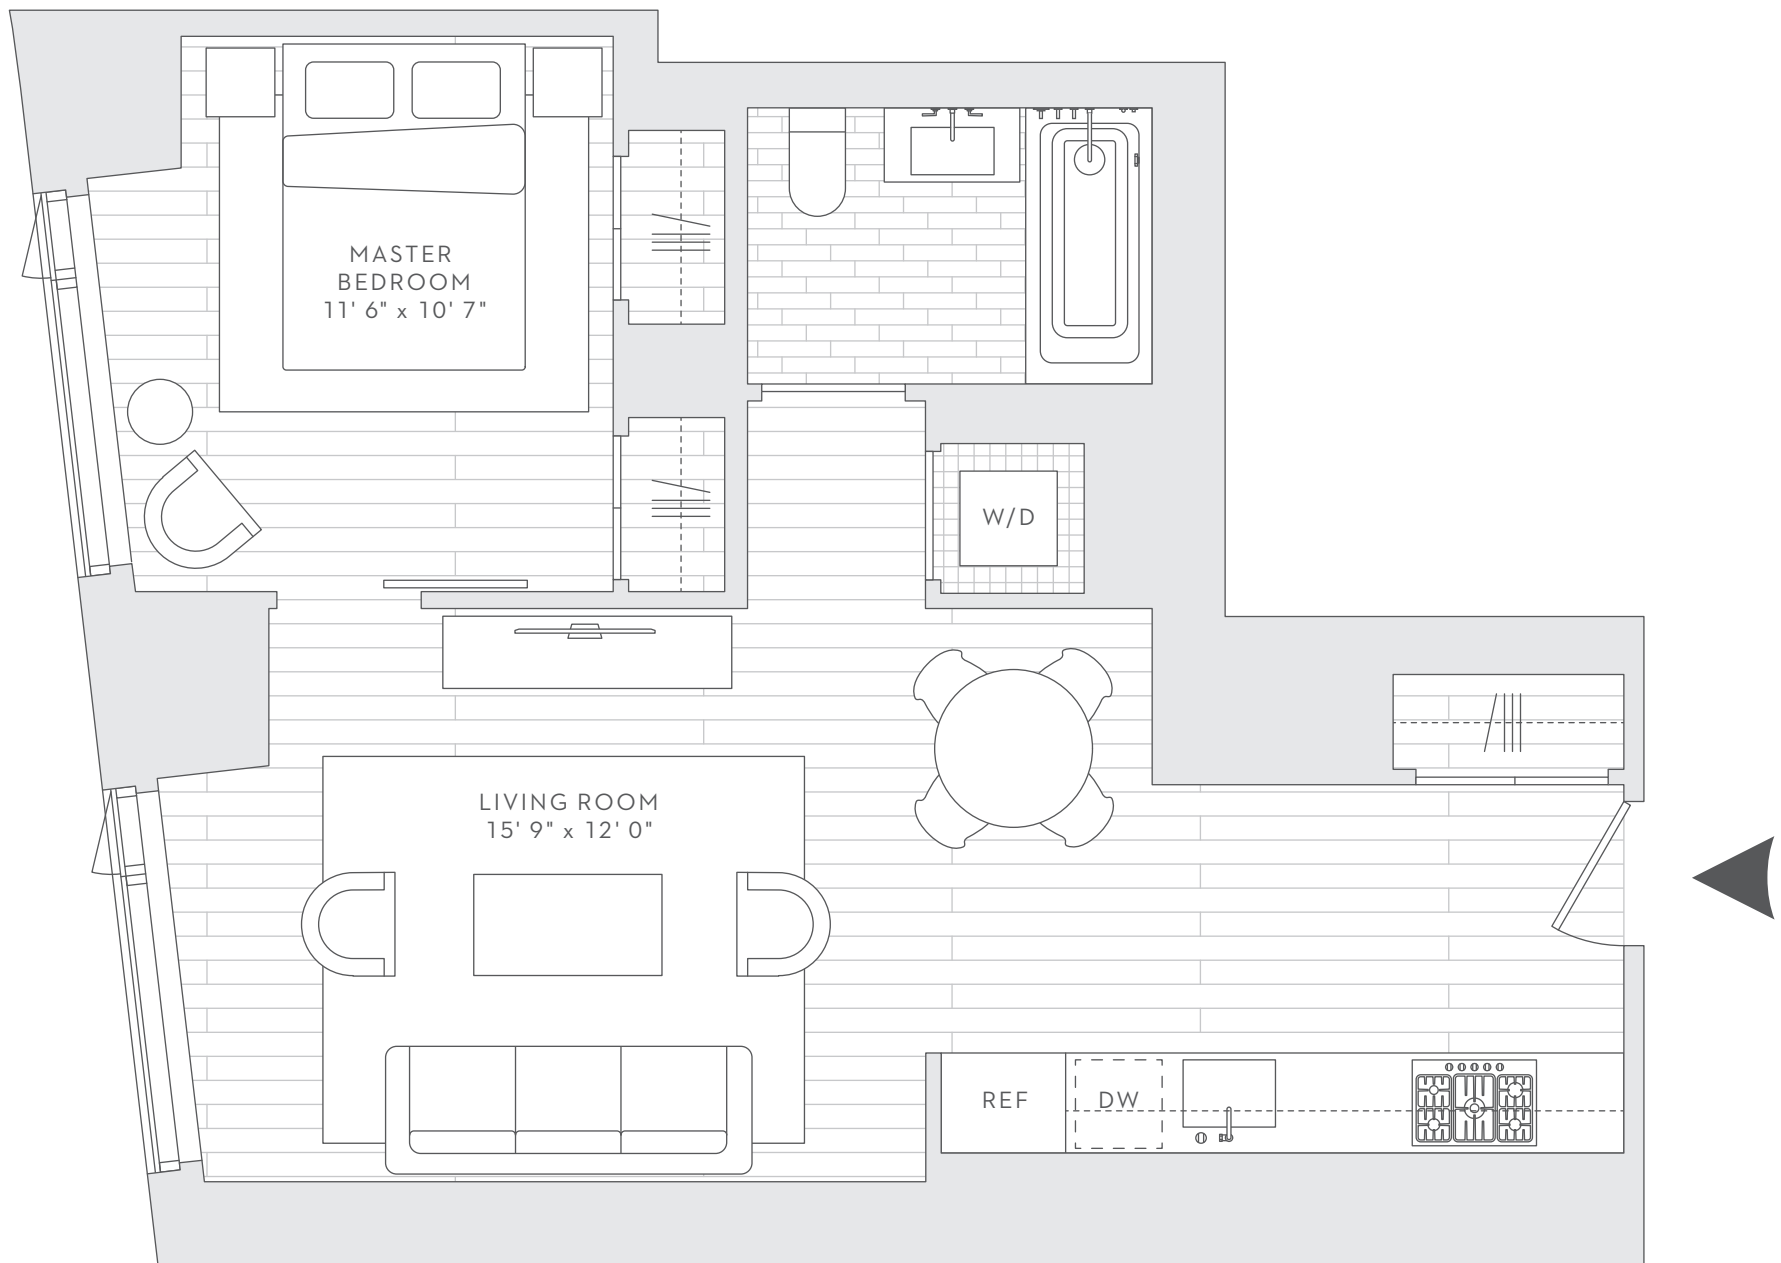 MASTER
BEDROOM
11' 6" x 10' 7"
W/D
LIVING ROOM
15' 9" x 12' 0"
REF
DW